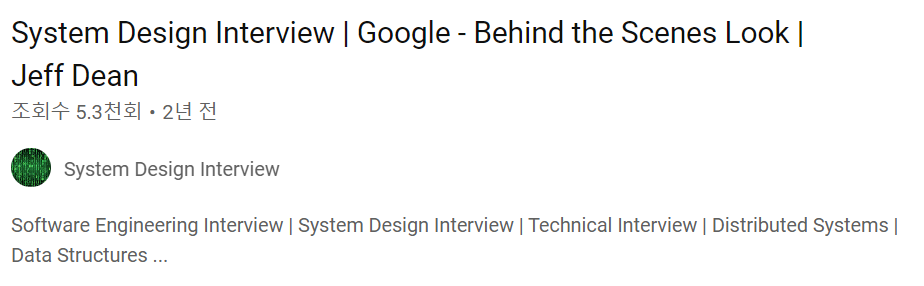 System Design Interview | Google - Behind the Scenes Look |
Jeff Dean
조회수 5.3천회 • 2년 전
System Design Interview
Software Engineering Interview | System Design Interview | Technical Interview | Distributed Systems |
Data Structures ...